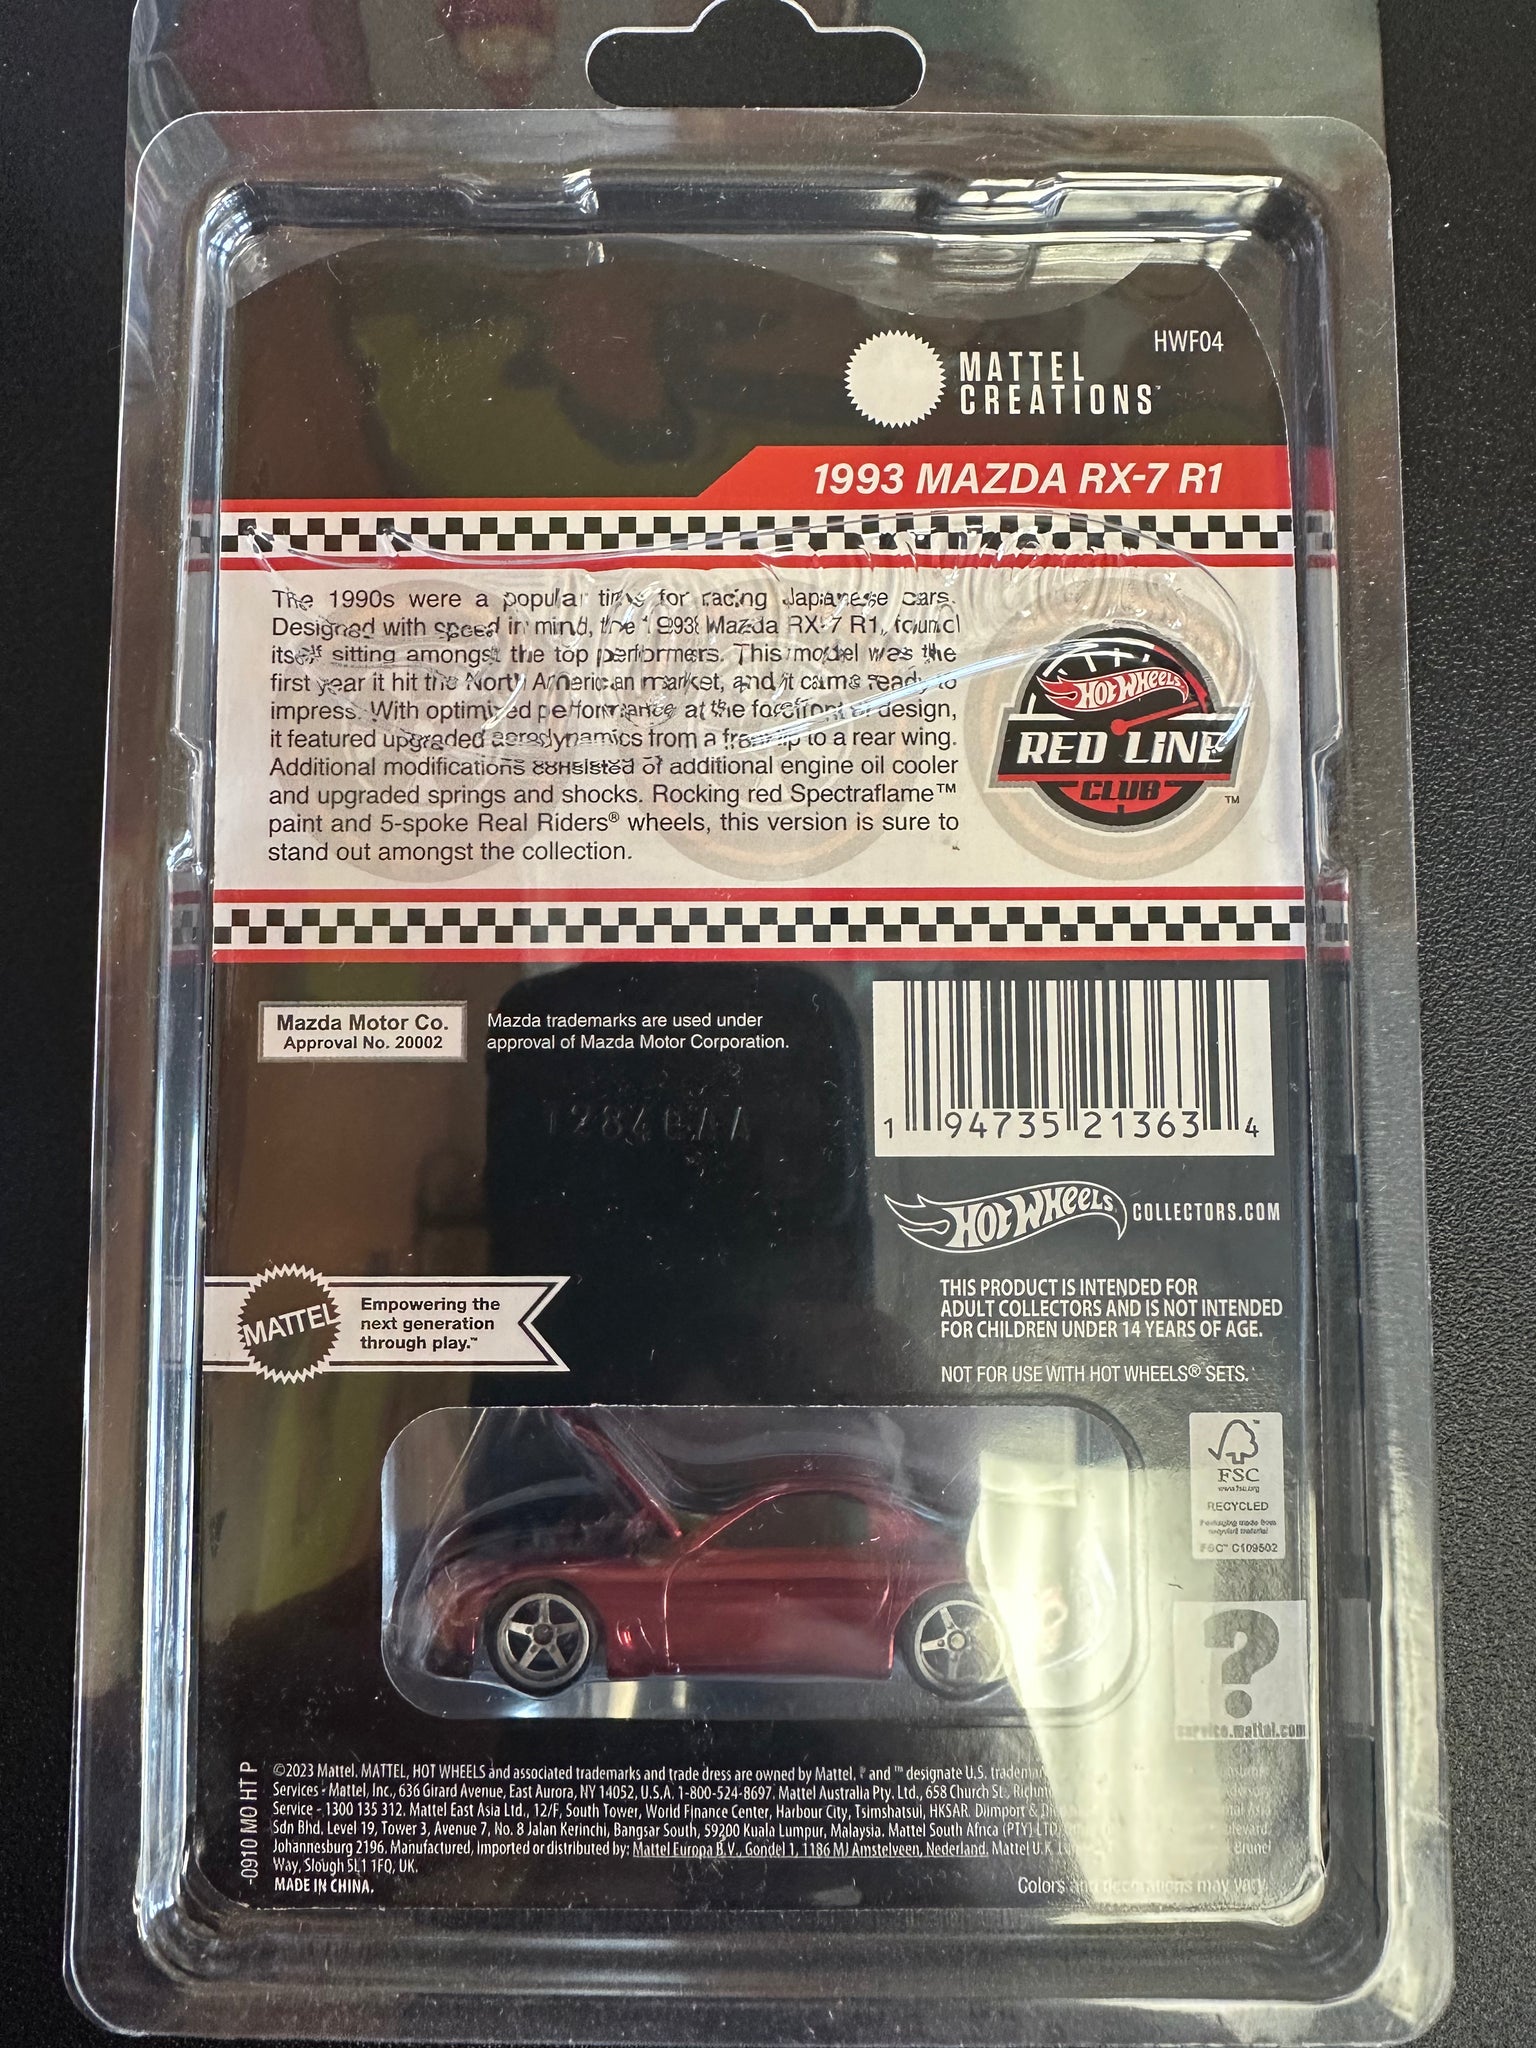 HWF04
MATTEL
CREATIONS™
1993 MAZDA RX-7 R1
The 1990s were a popular time for racing Japanese cars.
Designed with speed in mind, the 1993 Mazda RX-7 R1, found
itself sitting amongst the top performers. This model was the
first year it hit the North American market, and it came ready to
impress. With optimized performance at the forefront of design,
it featured upgraded aerodynamics from a front lip to a rear wing.
Additional modifications consisted of additional engine oil cooler
and upgraded springs and shocks. Rocking red Spectraflame™
paint and 5-spoke Real Riders® wheels, this version is sure to
stand out amongst the collection.
HOT WHEELS
RED LINE
CLUB™
Mazda Motor Co.
Approval No. 20002
Mazda trademarks are used under
approval of Mazda Motor Corporation.
1 94735 21363 4
HOT WHEELS COLLECTORS.COM
MATTEL
Empowering the
next generation
through play.™
THIS PRODUCT IS INTENDED FOR
ADULT COLLECTORS AND IS NOT INTENDED
FOR CHILDREN UNDER 14 YEARS OF AGE.
NOT FOR USE WITH HOT WHEELS® SETS.
FSC
www.fsc.org
RECYCLED
Packaging made from
recycled material
FSC™ C109502
?
service.mattel.com
-0910 MO HT P
©2023 Mattel. MATTEL, HOT WHEELS and associated trademarks and trade dress are owned by Mattel. ® and ™ designate U.S.
Services - Mattel, Inc., 636 Girard Avenue, East Aurora, NY 14052, U.S.A. 1-800-524-8697. Mattel Australia Pty. Ltd., 658 Church St.,
Service - 1300 135 312. Mattel East Asia Ltd., 12/F, South Tower, World Finance Center, Harbour City, Tsimshatsui, HKSAR. Diimport &
Sdn Bhd, Level 19, Tower 3, Avenue 7, No. 8 Jalan Kerinchi, Bangsar South, 59200 Kuala Lumpur, Malaysia. Mattel South Africa (PTY) LTD
Johannesburg 2196. Manufactured, imported or distributed by: Mattel Europa B.V., Gondel 1, 1186 MJ Amstelveen, Nederland. Mattel U.K.
Way, Slough SL1 1FQ, UK.
MADE IN CHINA.
Colors and decorations may vary.